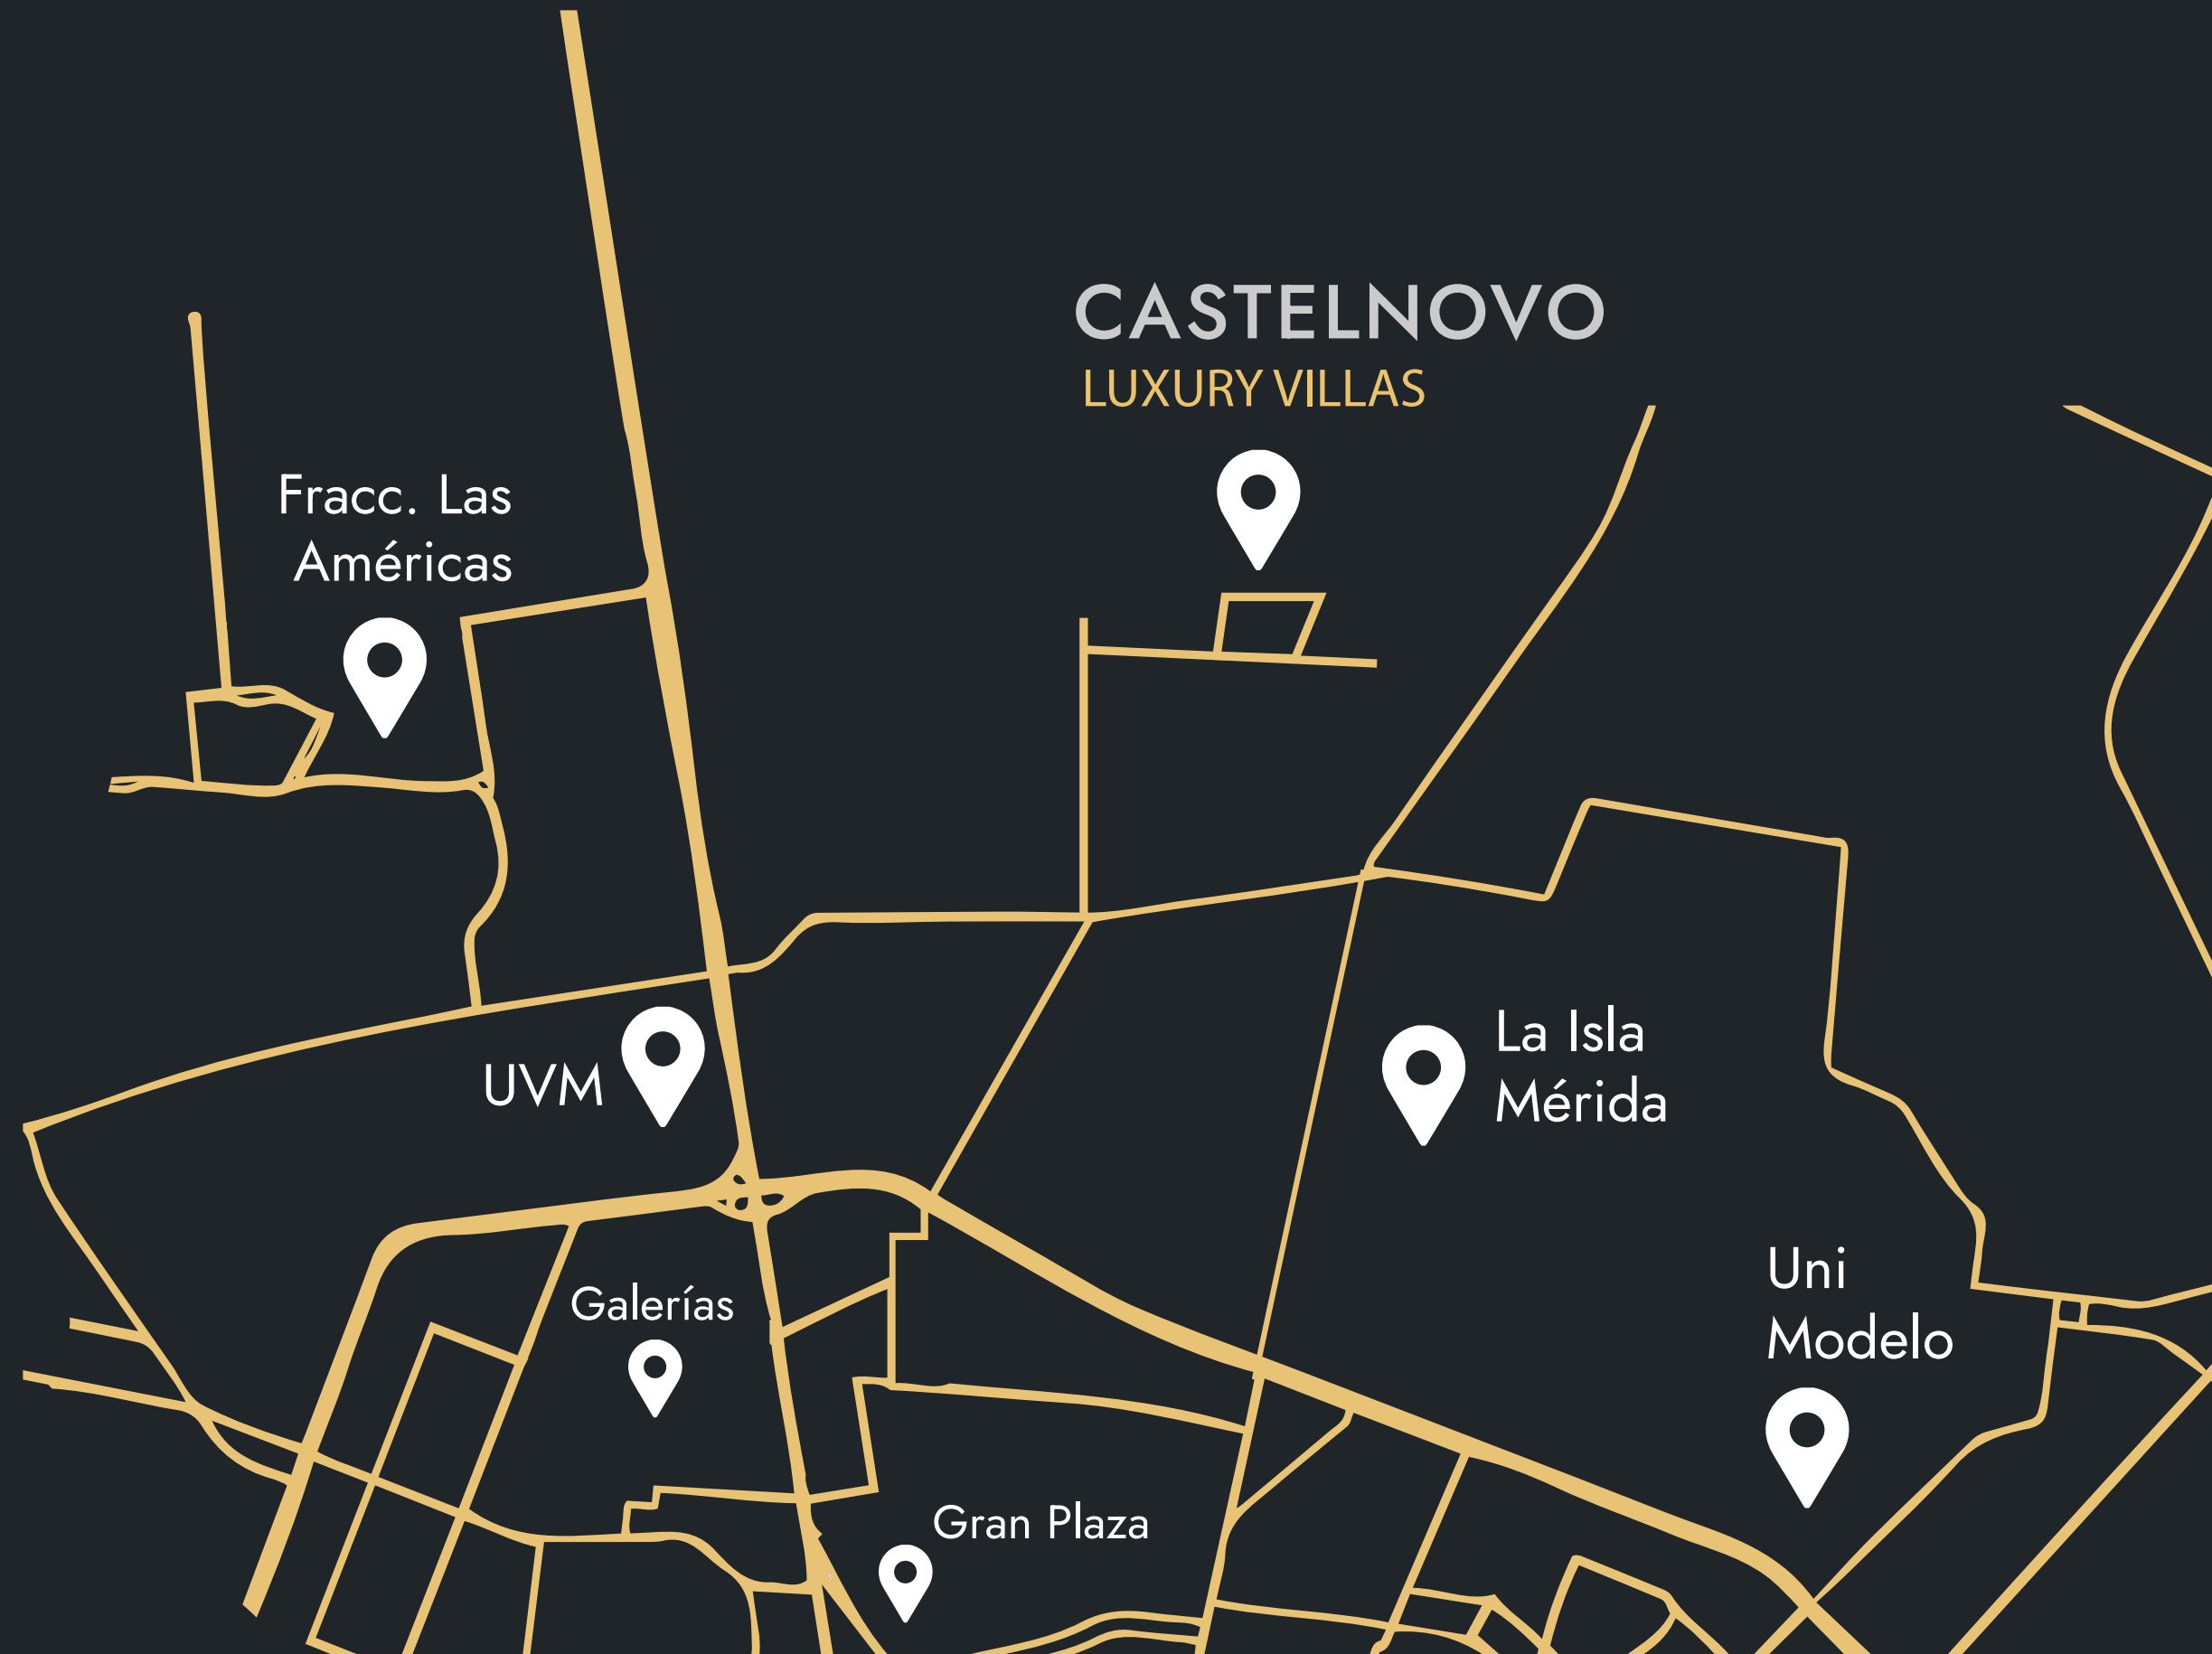 CASTELNOVO
LUXURY VILLAS
Fracc. Las
Américas
La Isla
Mérida
UVM
Uni
Modelo
Galerías
Gran Plaza